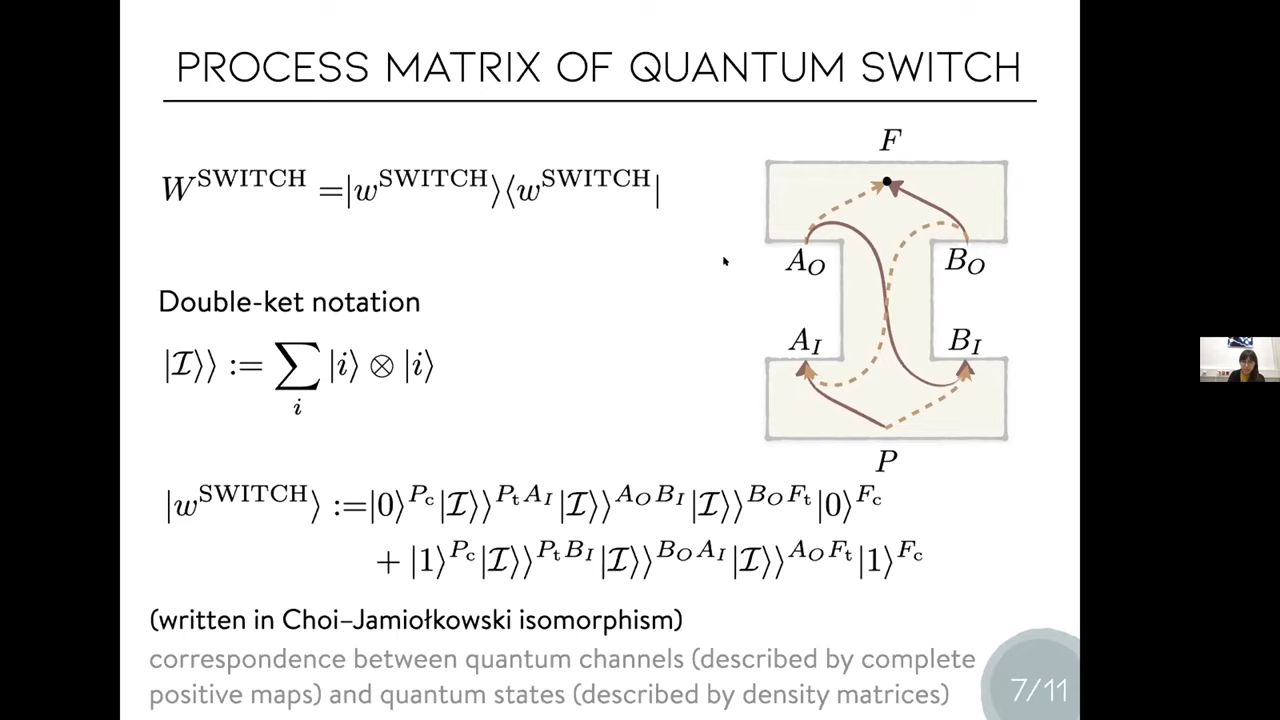 PROCESS MATRIX OF QUANTUM SWITCH
W^SWITCH =|w^SWITCH⟩⟨w^SWITCH|
F
A_O
B_O
Double-ket notation
A_I
B_I
|𝓘⟩⟩ := ∑_i |i⟩ ⊗ |i⟩
P
|w^SWITCH⟩ :=|0⟩^{P_c}|𝓘⟩⟩^{P_t A_I}|𝓘⟩⟩^{A_O B_I}|𝓘⟩⟩^{B_O F_t}|0⟩^{F_c}
+ |1⟩^{P_c}|𝓘⟩⟩^{P_t B_I}|𝓘⟩⟩^{B_O A_I}|𝓘⟩⟩^{A_O F_t}|1⟩^{F_c}
(written in Choi–Jamiołkowski isomorphism)
correspondence between quantum channels (described by complete
positive maps) and quantum states (described by density matrices)
7/11